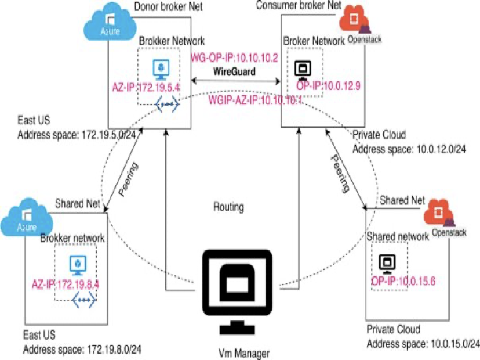 Donor broker Net
Consumer broker Net
Azure
Openstack
Brokker Network
Broker Network
WG-OP-IP:10.10.10.2
WireGuard
AZ-IP:172.19.5.4
OP-IP:10.0.12.9
WGIP-AZ-IP:10.10.10.1
East US
Address space: 172.19.5.0/24
Private Cloud
Address space: 10.0.12.0/24
Peering
Peering
Shared Net
Routing
Shared Net
Azure
Openstack
Brokker network
Shared network
AZ-IP:172.19.8.4
OP-IP:10.0.15.6
East US
Address space: 172.19.8.0/24
Private Cloud
Address space: 10.0.15.0/24
Vm Manager